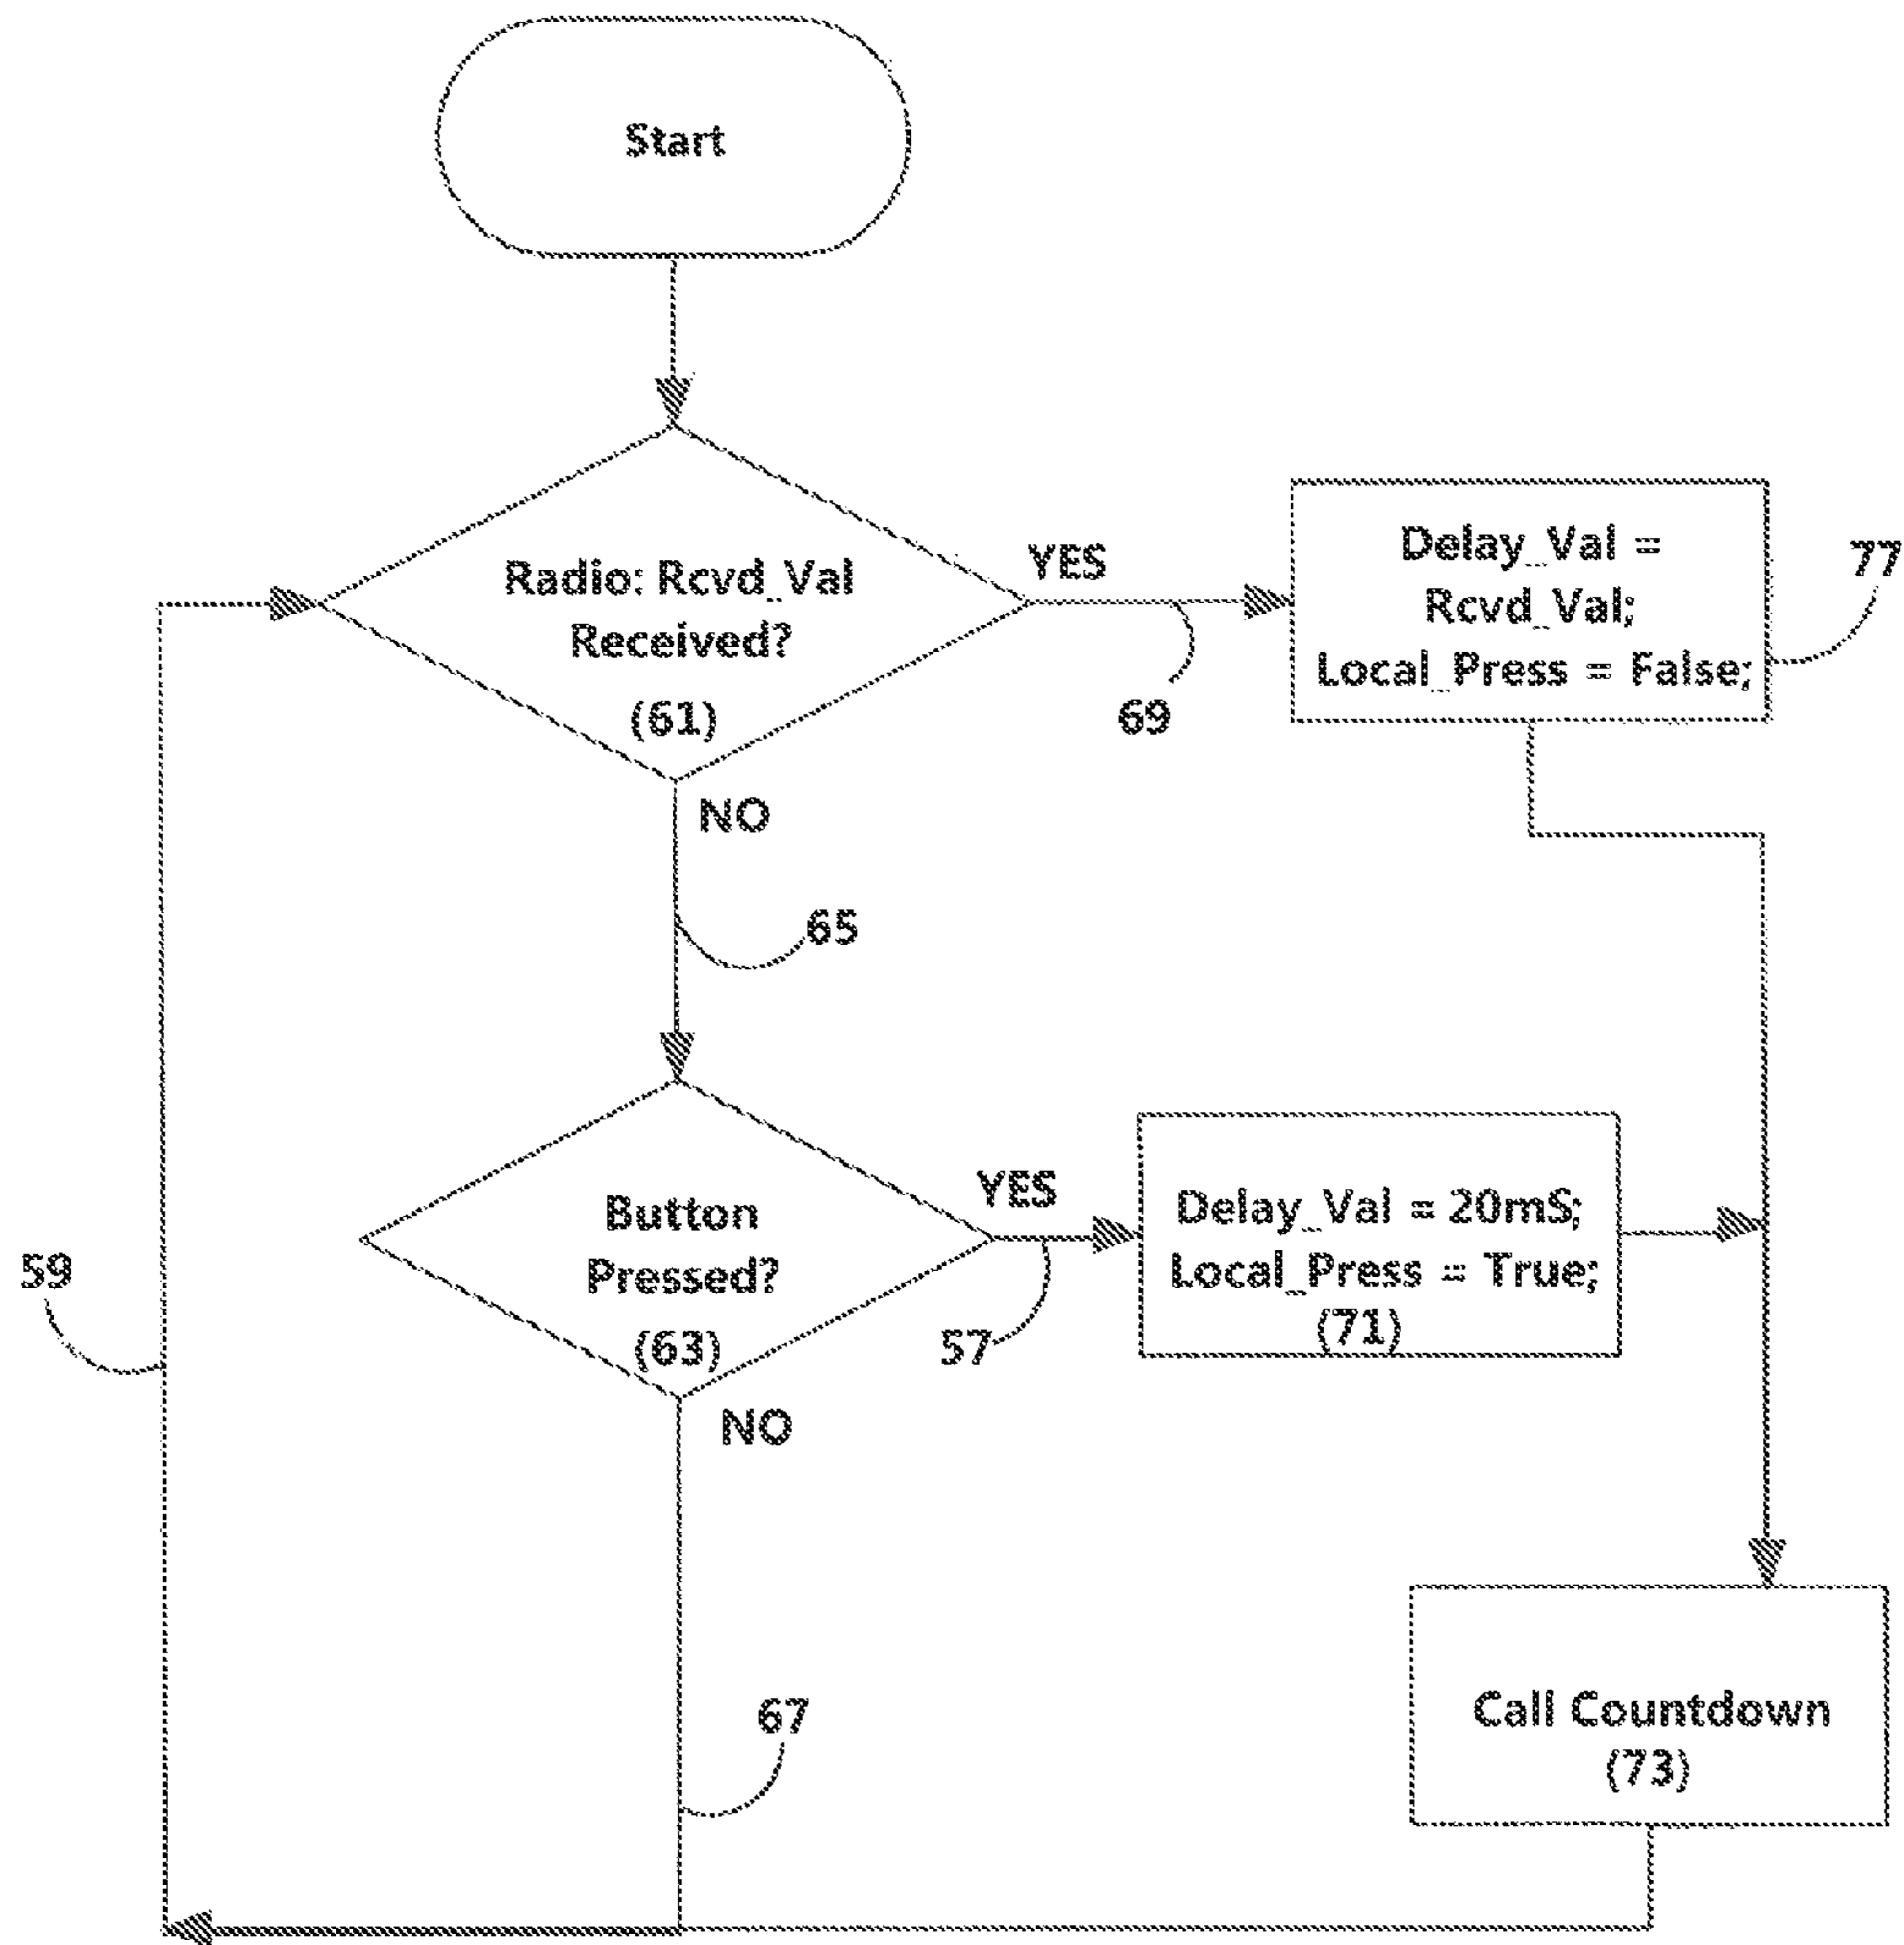 Start
Radio: Rcvd_Val
Received?
(61)
YES
69
Delay_Val =
Rcvd_Val;
Local_Press = False;
77
NO
65
Button
Pressed?
(63)
YES
57
Delay_Val = 20mS;
Local_Press = True;
(71)
59
NO
67
Call Countdown
(73)